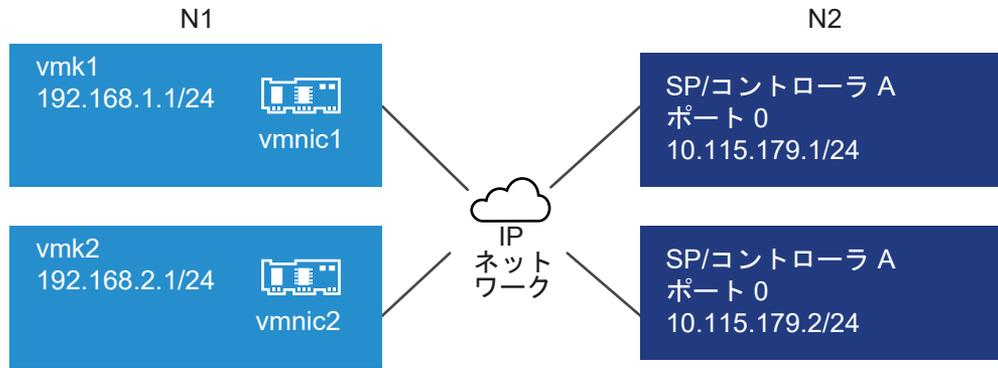 N1
vmk1
192.168.1.1/24
vmnic1
vmk2
192.168.2.1/24
vmnic2
IP
ネット
ワーク
N2
SP/コントローラ A
ポート 0
10.115.179.1/24
SP/コントローラ A
ポート 0
10.115.179.2/24